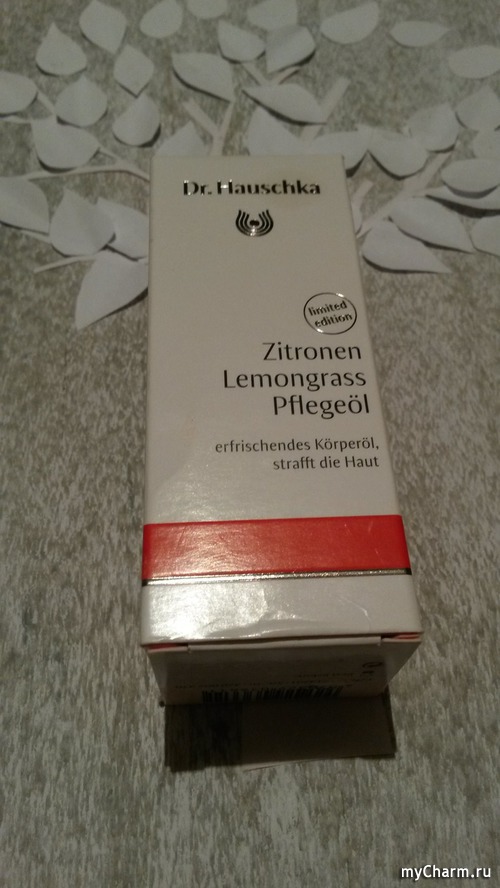 Dr. Hauschka
limited
edition
Zitronen
Lemongrass
Pflegeöl
erfrischendes Körperöl,
strafft die Haut
myCharm.ru